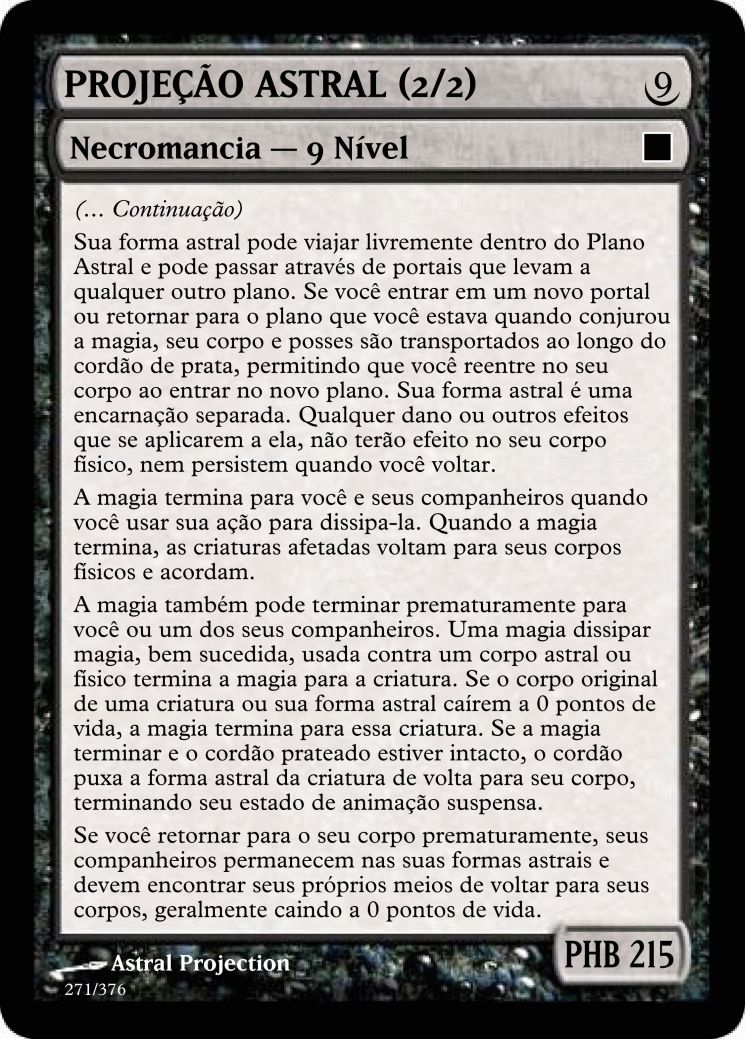 PROJEÇÃO ASTRAL (2/2)
9
Necromancia — 9 Nível
(... Continuação)
Sua forma astral pode viajar livremente dentro do Plano
Astral e pode passar através de portais que levam a
qualquer outro plano. Se você entrar em um novo portal
ou retornar para o plano que você estava quando conjurou
a magia, seu corpo e posses são transportados ao longo do
cordão de prata, permitindo que você reentre no seu
corpo ao entrar no novo plano. Sua forma astral é uma
encarnação separada. Qualquer dano ou outros efeitos
que se aplicarem a ela, não terão efeito no seu corpo
físico, nem persistem quando você voltar.
A magia termina para você e seus companheiros quando
você usar sua ação para dissipa-la. Quando a magia
termina, as criaturas afetadas voltam para seus corpos
físicos e acordam.
A magia também pode terminar prematuramente para
você ou um dos seus companheiros. Uma magia dissipar
magia, bem sucedida, usada contra um corpo astral ou
físico termina a magia para a criatura. Se o corpo original
de uma criatura ou sua forma astral caírem a 0 pontos de
vida, a magia termina para essa criatura. Se a magia
terminar e o cordão prateado estiver intacto, o cordão
puxa a forma astral da criatura de volta para seu corpo,
terminando seu estado de animação suspensa.
Se você retornar para o seu corpo prematuramente, seus
companheiros permanecem nas suas formas astrais e
devem encontrar seus próprios meios de voltar para seus
corpos, geralmente caindo a 0 pontos de vida.
PHB 215
Astral Projection
271/376